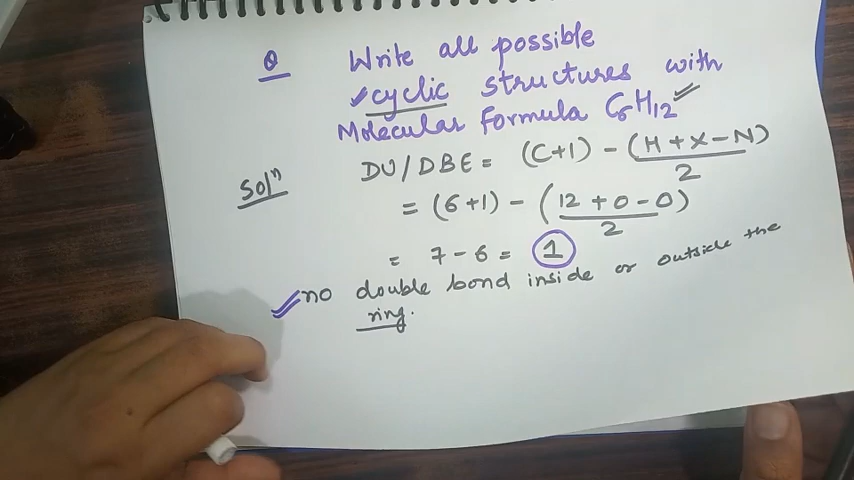 Q Write all possible
cyclic structures with
Molecular formula C6H12
Solⁿ DU/DBE = (C+1) - (H+X-N)/2
= (6+1) - (12+0-0)/2
= 7-6 = 1
no double bond inside or outside the
ring.